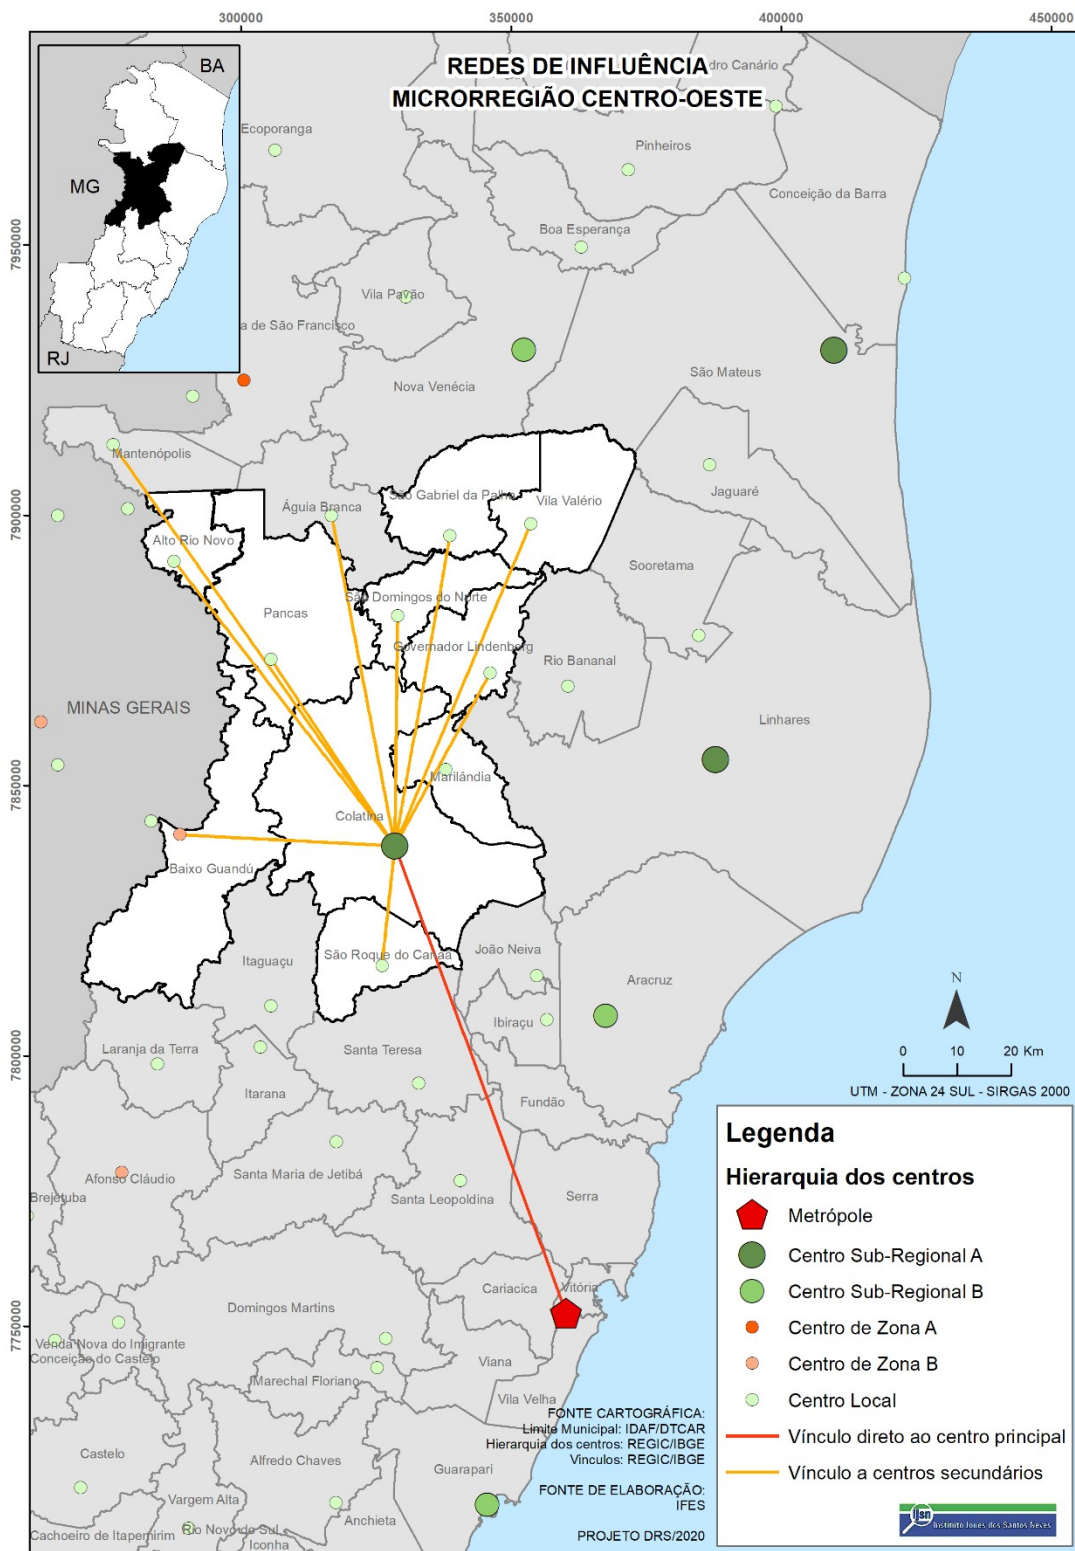 300000
350000
400000
450000
REDES DE INFLUÊNCIA
MICRORREGIÃO CENTRO-OESTE
BA
MG
RJ
7950000
7900000
7850000
7800000
7750000
dro Canário
Ecoporanga
Pinheiros
Conceição da Barra
Boa Esperança
Vila Pavão
a de São Francisco
Nova Venécia
São Mateus
Mantenópolis
Jaguaré
Águia Branca
São Gabriel da Palha
Vila Valério
Alto Rio Novo
Sooretama
São Domingos do Norte
Pancas
Governador Lindenberg
Rio Bananal
MINAS GERAIS
Linhares
Marilândia
Colatina
Baixo Guandú
São Roque do Canaã
João Neiva
Itaguaçu
Aracruz
Ibiraçu
Laranja da Terra
Santa Teresa
Itarana
Fundão
Afonso Cláudio
Santa Maria de Jetibá
Brejetuba
Santa Leopoldina
Serra
Cariacica
Vitória
Domingos Martins
Venda Nova do Imigrante
Conceição do Castelo
Viana
Marechal Floriano
Vila Velha
Castelo
Alfredo Chaves
Guarapari
Vargem Alta
Anchieta
Cachoeiro de Itapemirim
Rio Novo do Sul
Iconha
N
0 10 20 Km
UTM - ZONA 24 SUL - SIRGAS 2000
Legenda
Hierarquia dos centros
Metrópole
Centro Sub-Regional A
Centro Sub-Regional B
Centro de Zona A
Centro de Zona B
Centro Local
Vínculo direto ao centro principal
Vínculo a centros secundários
FONTE CARTOGRÁFICA:
Limite Municipal: IDAF/DTCAR
Hierarquia dos centros: REGIC/IBGE
Vinculos: REGIC/IBGE
FONTE DE ELABORAÇÃO:
IFES
PROJETO DRS/2020
ijsn
Instituto Jones dos Santos Neves